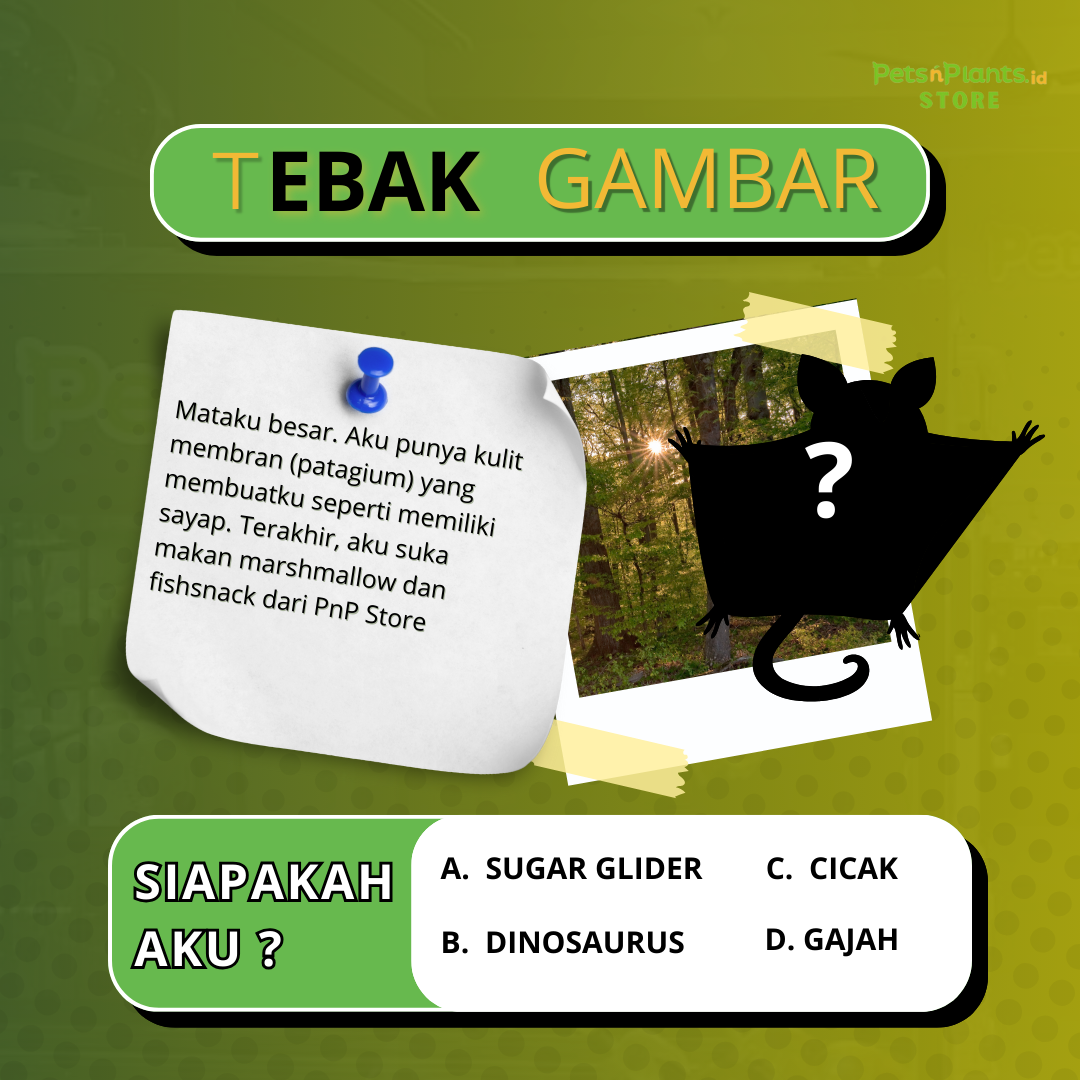 PetsńPlants.id
STORE
TEBAK GAMBAR
Mataku besar. Aku punya kulit
membran (patagium) yang
membuatku seperti memiliki
sayap. Terakhir, aku suka
makan marshmallow dan
fishsnack dari PnP Store
?
SIAPAKAH
AKU ?
A. SUGAR GLIDER
B. DINOSAURUS
C. CICAK
D. GAJAH